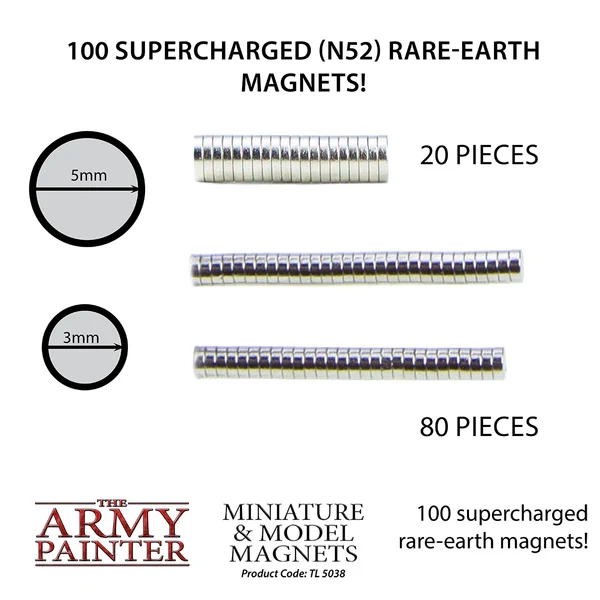 100 SUPERCHARGED (N52) RARE-EARTH
MAGNETS!
5mm
20 PIECES
3mm
80 PIECES
THE
ARMY
PAINTER
MINIATURE
& MODEL
MAGNETS
Product Code: TL 5038
100 supercharged
rare-earth magnets!